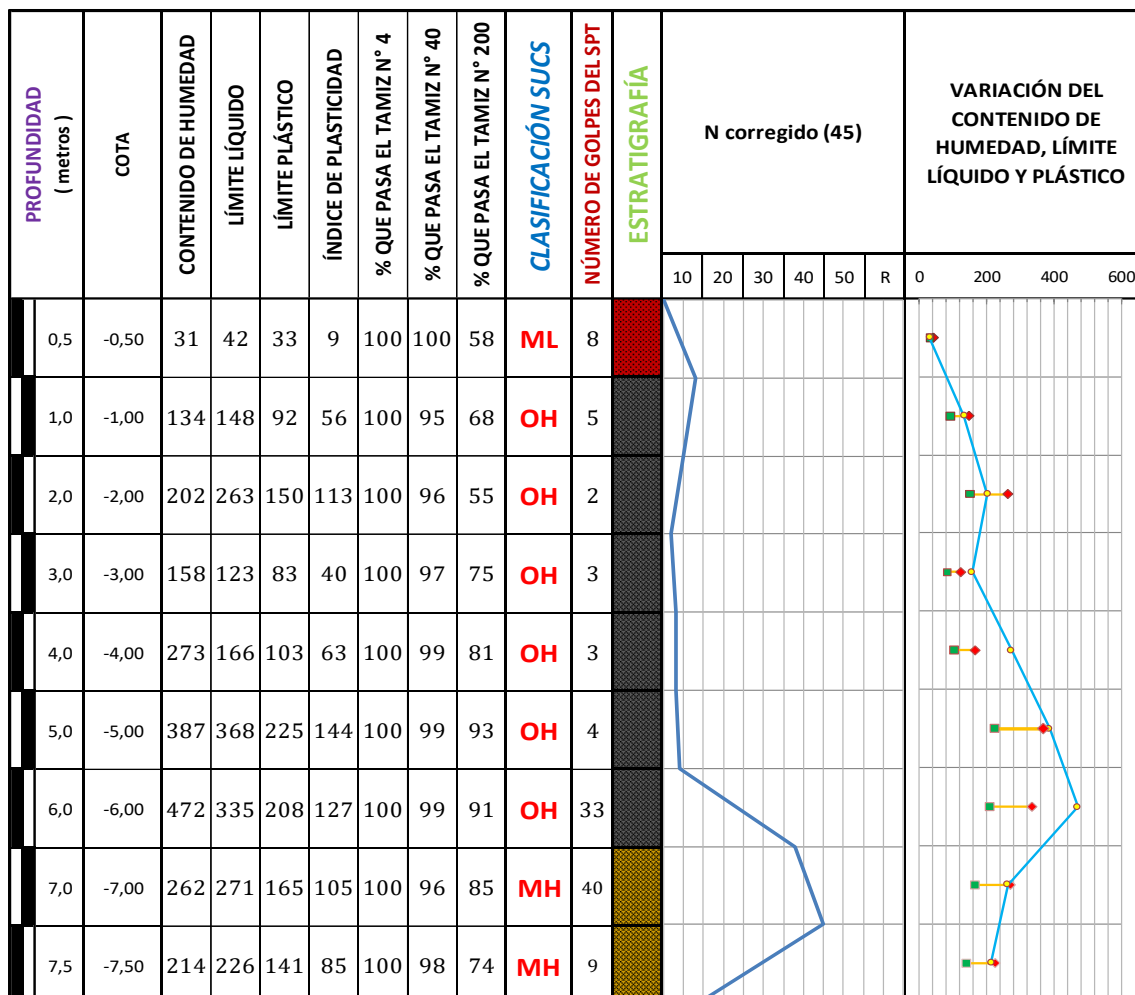 PROFUNDIDAD
( metros )
COTA
CONTENIDO DE HUMEDAD
LÍMITE LÍQUIDO
LÍMITE PLÁSTICO
ÍNDICE DE PLASTICIDAD
% QUE PASA EL TAMIZ N° 4
% QUE PASA EL TAMIZ N° 40
% QUE PASA EL TAMIZ N° 200
CLASIFICACIÓN SUCS
NÚMERO DE GOLPES DEL SPT
ESTRATIGRAFÍA
N corregido (45)
VARIACIÓN DEL
CONTENIDO DE
HUMEDAD, LÍMITE
LÍQUIDO Y PLÁSTICO
10 20 30 40 50 R
0 200 400 600
0,5 -0,50 31 42 33 9 100 100 58 ML 8
1,0 -1,00 134 148 92 56 100 95 68 OH 5
2,0 -2,00 202 263 150 113 100 96 55 OH 2
3,0 -3,00 158 123 83 40 100 97 75 OH 3
4,0 -4,00 273 166 103 63 100 99 81 OH 3
5,0 -5,00 387 368 225 144 100 99 93 OH 4
6,0 -6,00 472 335 208 127 100 99 91 OH 33
7,0 -7,00 262 271 165 105 100 96 85 MH 40
7,5 -7,50 214 226 141 85 100 98 74 MH 9